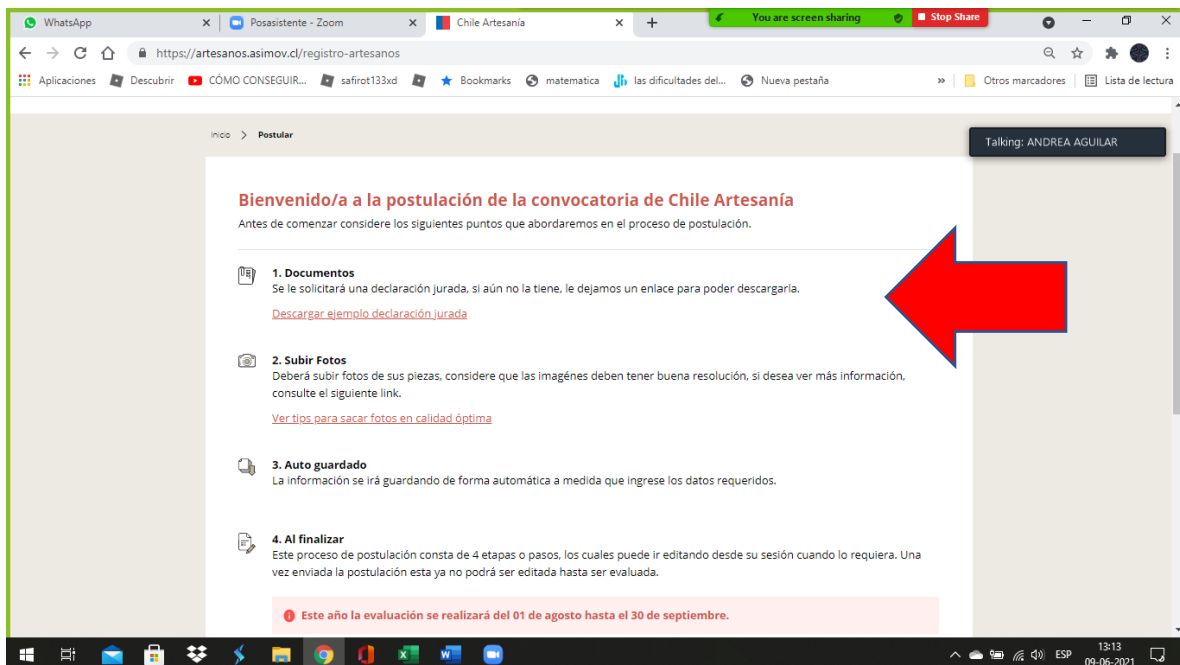 WhatsApp
Posasistente - Zoom
Chile Artesanía
You are screen sharing
Stop Share
https://artesanos.asimov.cl/registro-artesanos
Aplicaciones
Descubrir
CÓMO CONSEGUIR...
safirot133xd
Bookmarks
matematica
las dificultades del...
Nueva pestaña
»
Otros marcadores
Lista de lectura
Inicio > Postular
Talking: ANDREA AGUILAR
Bienvenido/a a la postulación de la convocatoria de Chile Artesanía
Antes de comenzar considere los siguientes puntos que abordaremos en el proceso de postulación.
1. Documentos
Se le solicitará una declaración jurada, si aún no la tiene, le dejamos un enlace para poder descargarla.
Descargar ejemplo declaración jurada
2. Subir Fotos
Deberá subir fotos de sus piezas, considere que las imagénes deben tener buena resolución, si desea ver más información,
consulte el siguiente link.
Ver tips para sacar fotos en calidad óptima
3. Auto guardado
La información se irá guardando de forma automática a medida que ingrese los datos requeridos.
4. Al finalizar
Este proceso de postulación consta de 4 etapas o pasos, los cuales puede ir editando desde su sesión cuando lo requiera. Una
vez enviada la postulación esta ya no podrá ser editada hasta ser evaluada.
Este año la evaluación se realizará del 01 de agosto hasta el 30 de septiembre.
ESP
13:13
09-06-2021